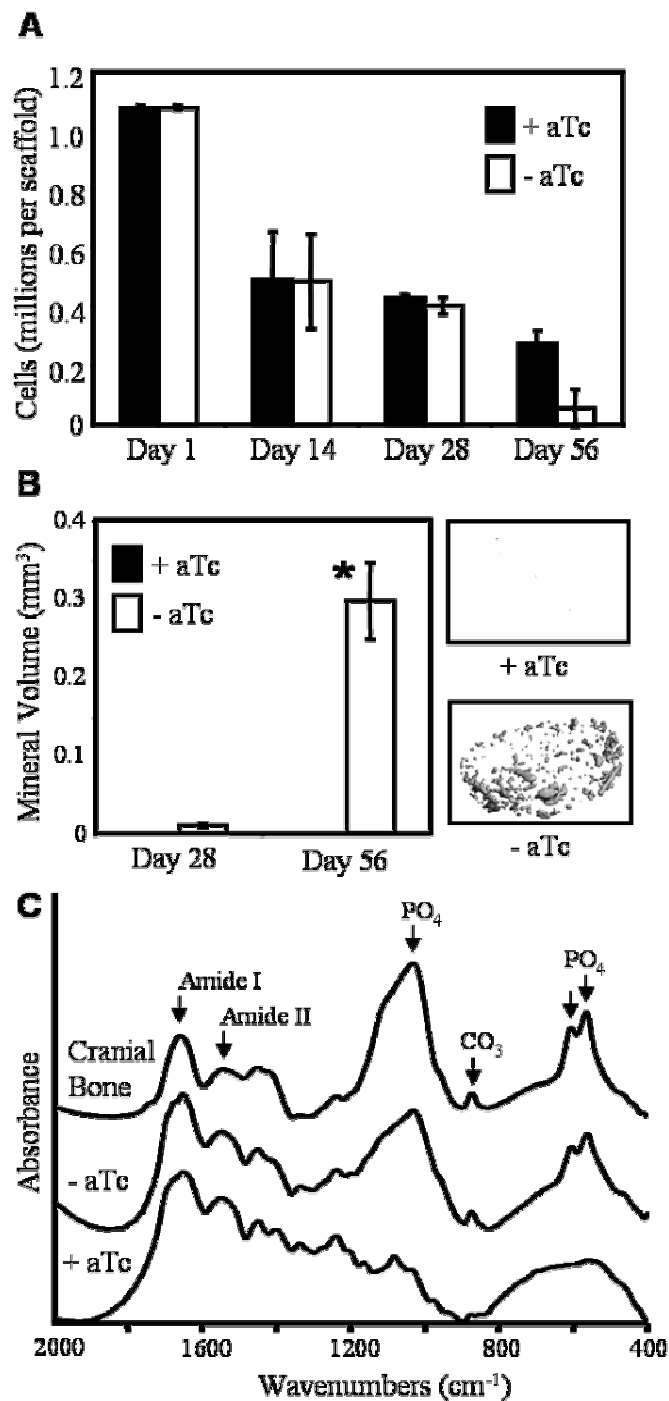 A
Cells (millions per scaffold)
1.2
1.0
0.8
0.6
0.4
0.2
0
+ aTc
- aTc
Day 1
Day 14
Day 28
Day 56
B
Mineral Volume (mm³)
0.4
0.3
0.2
0.1
0
+ aTc
- aTc
*
Day 28
Day 56
+ aTc
- aTc
C
Absorbance
PO₄
Amide I
PO₄
Amide II
CO₃
Cranial
Bone
- aTc
+ aTc
2000
1600
1200
800
400
Wavenumbers (cm⁻¹)